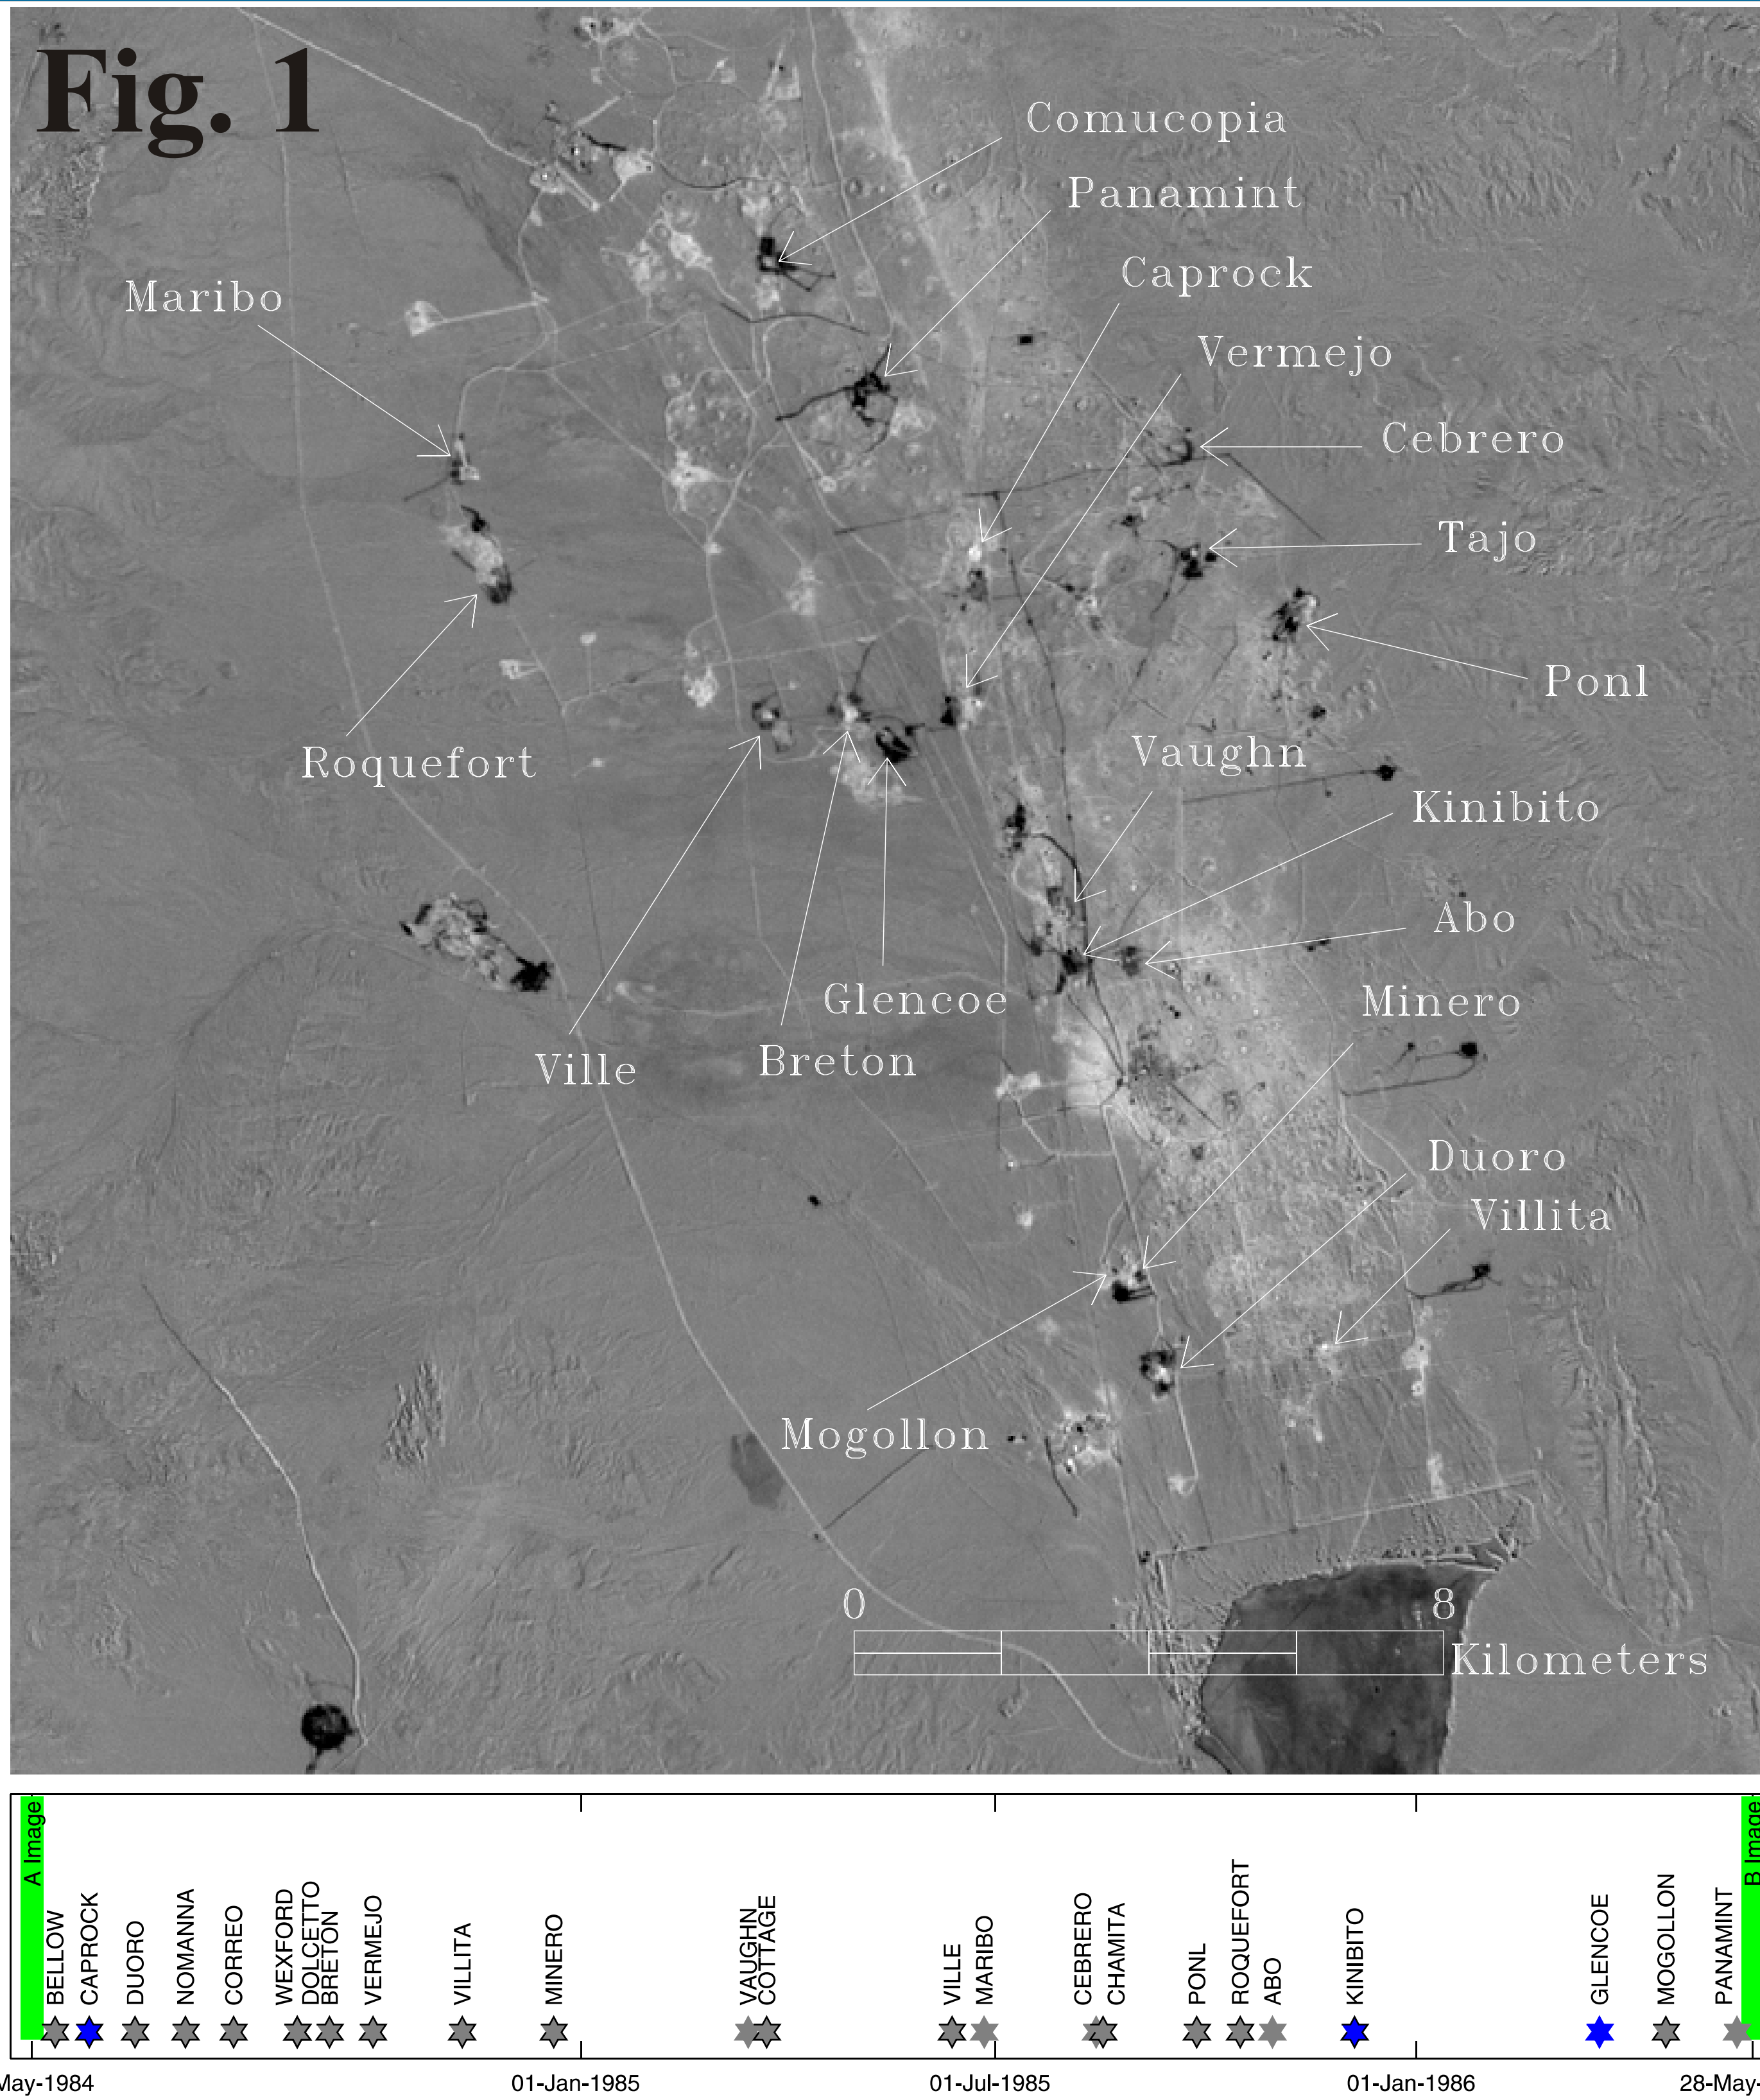 Fig. 1
Comucopia
Panamint
Caprock
Maribo
Vermejo
Cebrero
Tajo
Ponl
Roquefort
Vaughn
Kinibito
Abo
Glencoe
Minero
Ville
Breton
Duoro
Villita
Mogollon
0 8
Kilometers
A Image
B Image
BELLOW
CAPROCK
DUORO
NOMANNA
CORREO
WEXFORD
DOLCETTO
BRETON
VERMEJO
VILLITA
MINERO
VAUGHN
COTTAGE
VILLE
MARIBO
CEBRERO
CHAMITA
PONL
ROQUEFORT
ABO
KINIBITO
GLENCOE
MOGOLLON
PANAMINT
May-1984 01-Jan-1985 01-Jul-1985 01-Jan-1986 28-May-